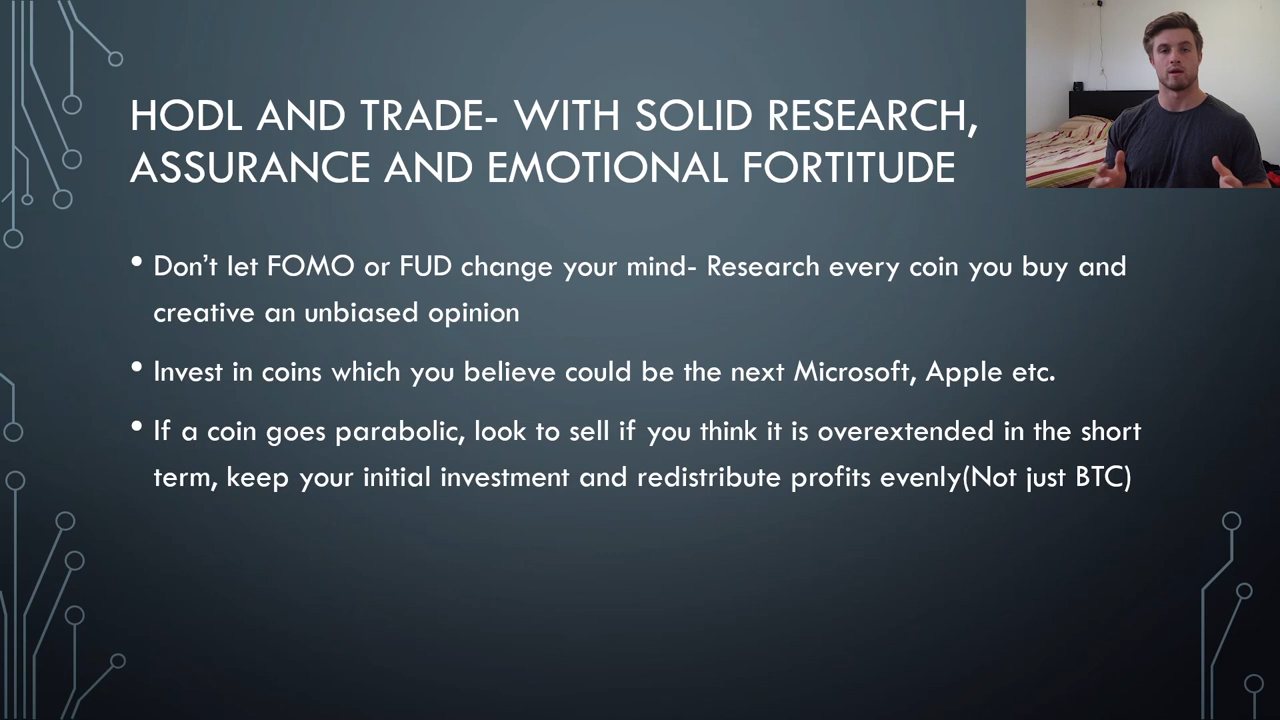 HODL AND TRADE- WITH SOLID RESEARCH,
ASSURANCE AND EMOTIONAL FORTITUDE
• Don't let FOMO or FUD change your mind- Research every coin you buy and
creative an unbiased opinion
• Invest in coins which you believe could be the next Microsoft, Apple etc.
• If a coin goes parabolic, look to sell if you think it is overextended in the short
term, keep your initial investment and redistribute profits evenly(Not just BTC)